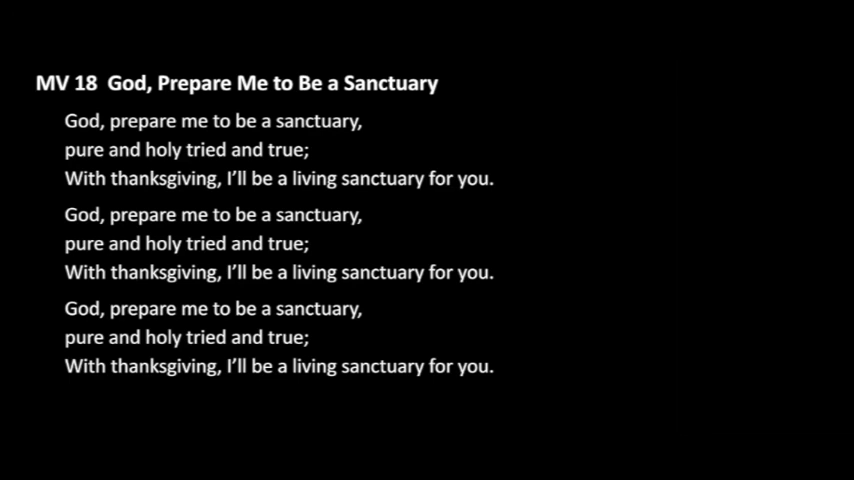 MV 18 God, Prepare Me to Be a Sanctuary
God, prepare me to be a sanctuary,
pure and holy tried and true;
With thanksgiving, I’ll be a living sanctuary for you.
God, prepare me to be a sanctuary,
pure and holy tried and true;
With thanksgiving, I’ll be a living sanctuary for you.
God, prepare me to be a sanctuary,
pure and holy tried and true;
With thanksgiving, I’ll be a living sanctuary for you.